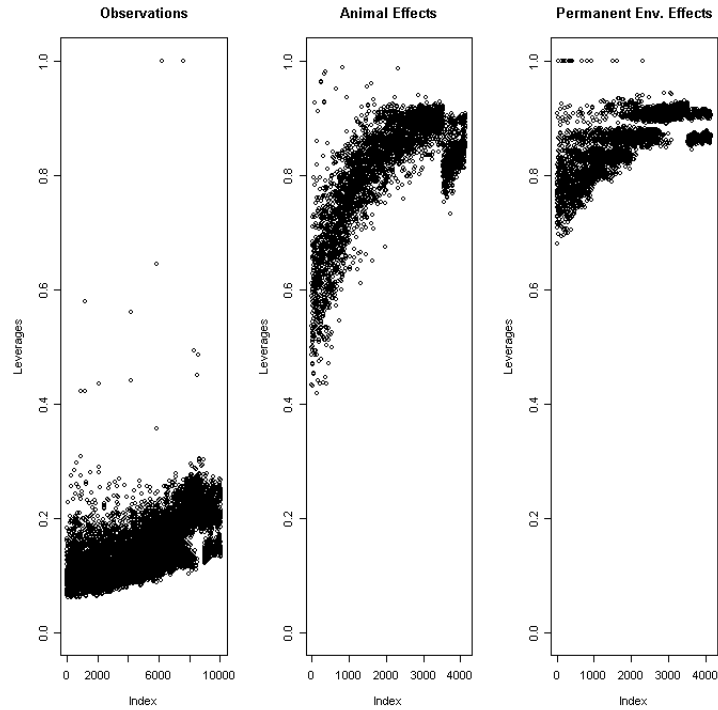 Observations
Leverages
0.0 0.2 0.4 0.6 0.8 1.0
0 2000 6000 10000
Index
Animal Effects
Leverages
0.0 0.2 0.4 0.6 0.8 1.0
0 1000 2000 3000 4000
Index
Permanent Env. Effects
Leverages
0.0 0.2 0.4 0.6 0.8 1.0
0 1000 2000 3000 4000
Index